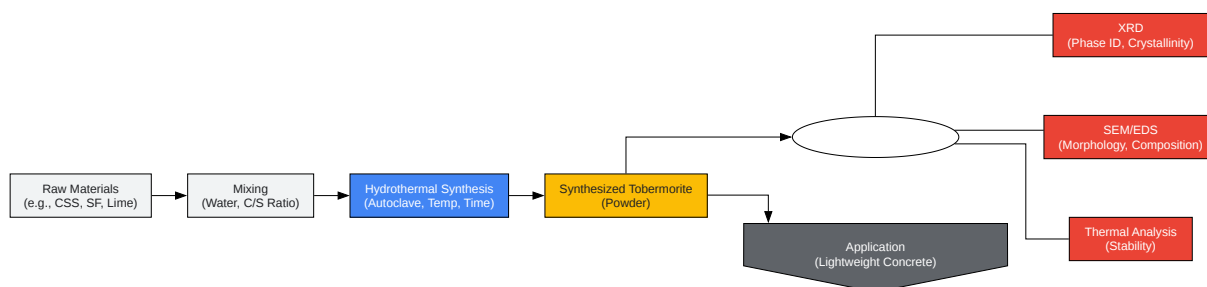 XRD
(Phase ID, Crystallinity)
SEM/EDS
(Morphology, Composition)
Raw Materials
(e.g., CSS, SF, Lime)
Mixing
(Water, C/S Ratio)
Hydrothermal Synthesis
(Autoclave, Temp, Time)
Synthesized Tobermorite
(Powder)
Thermal Analysis
(Stability)
Application
(Lightweight Concrete)